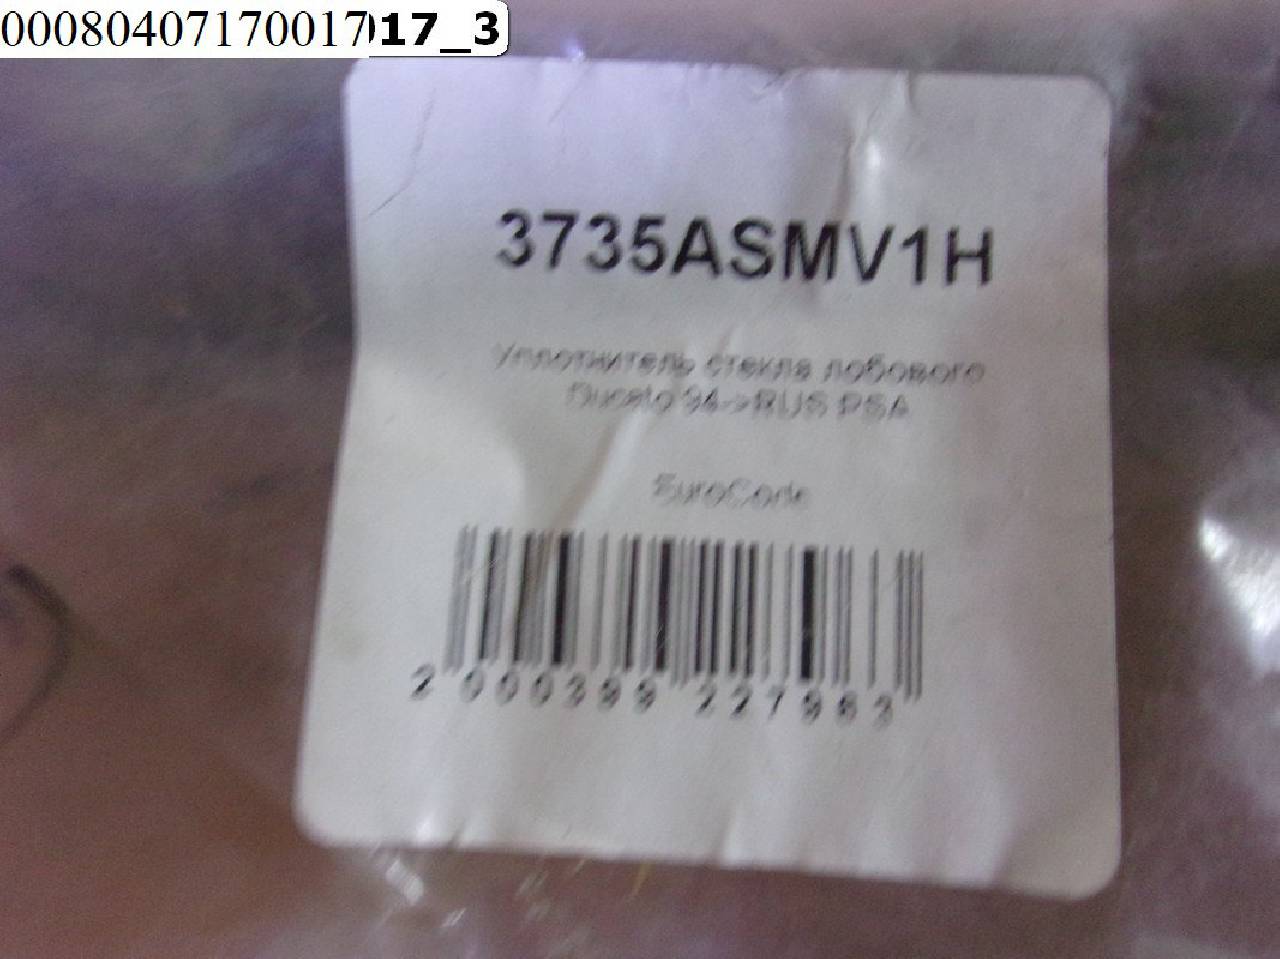 00080407170017017_3
3735ASMV1H
Уплотнитель стекла лобового
Ducato 94->RUS PSA
EuroCode
2 000399 227963